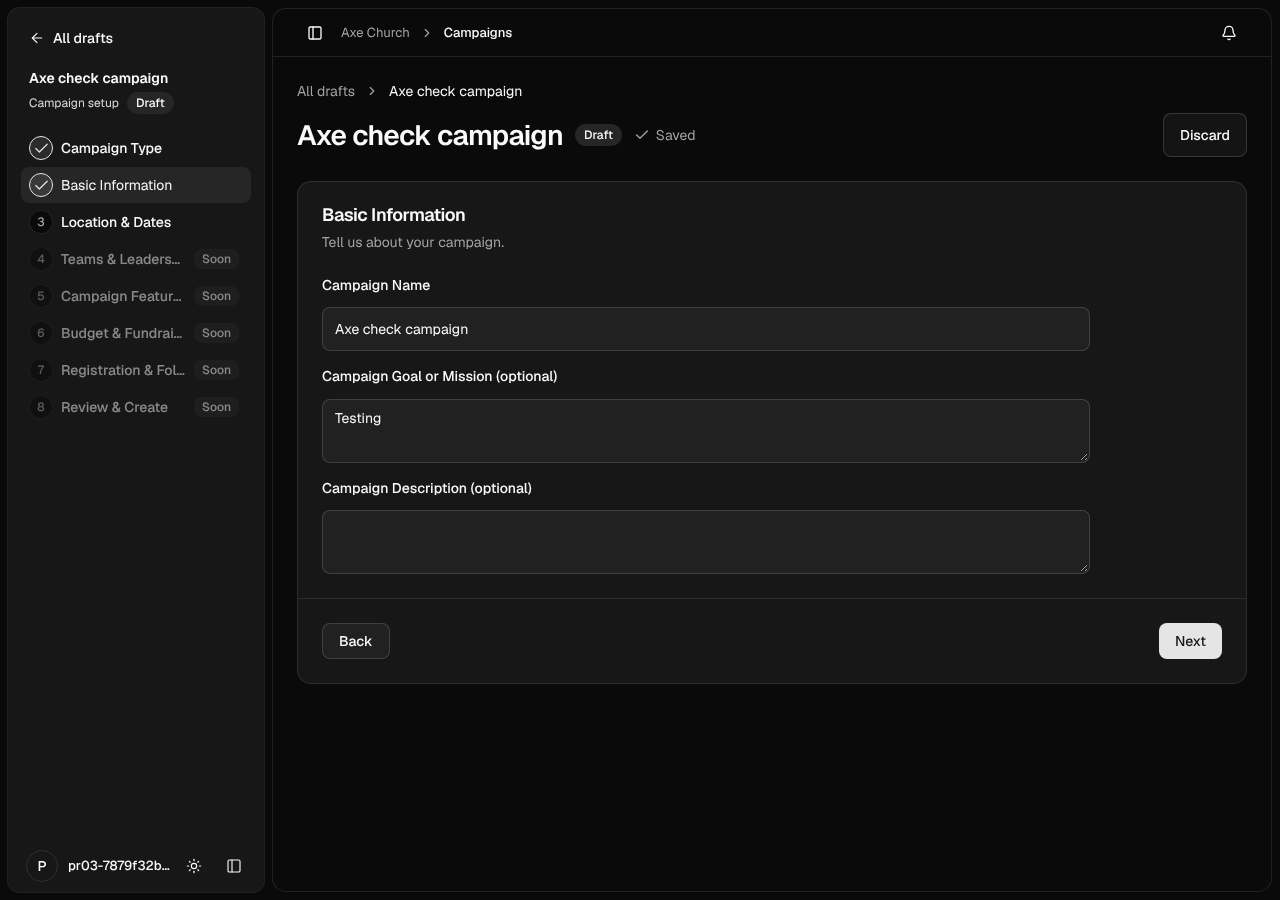 All drafts
Axe check campaign
Campaign setup Draft
Campaign Type
Basic Information
3 Location & Dates
4 Teams & Leaders... Soon
5 Campaign Featur... Soon
6 Budget & Fundrai... Soon
7 Registration & Fol... Soon
8 Review & Create Soon
P pr03-7879f32b...
Axe Church > Campaigns
All drafts > Axe check campaign
Axe check campaign Draft Saved
Discard
Basic Information
Tell us about your campaign.
Campaign Name
Axe check campaign
Campaign Goal or Mission (optional)
Testing
Campaign Description (optional)
Back
Next